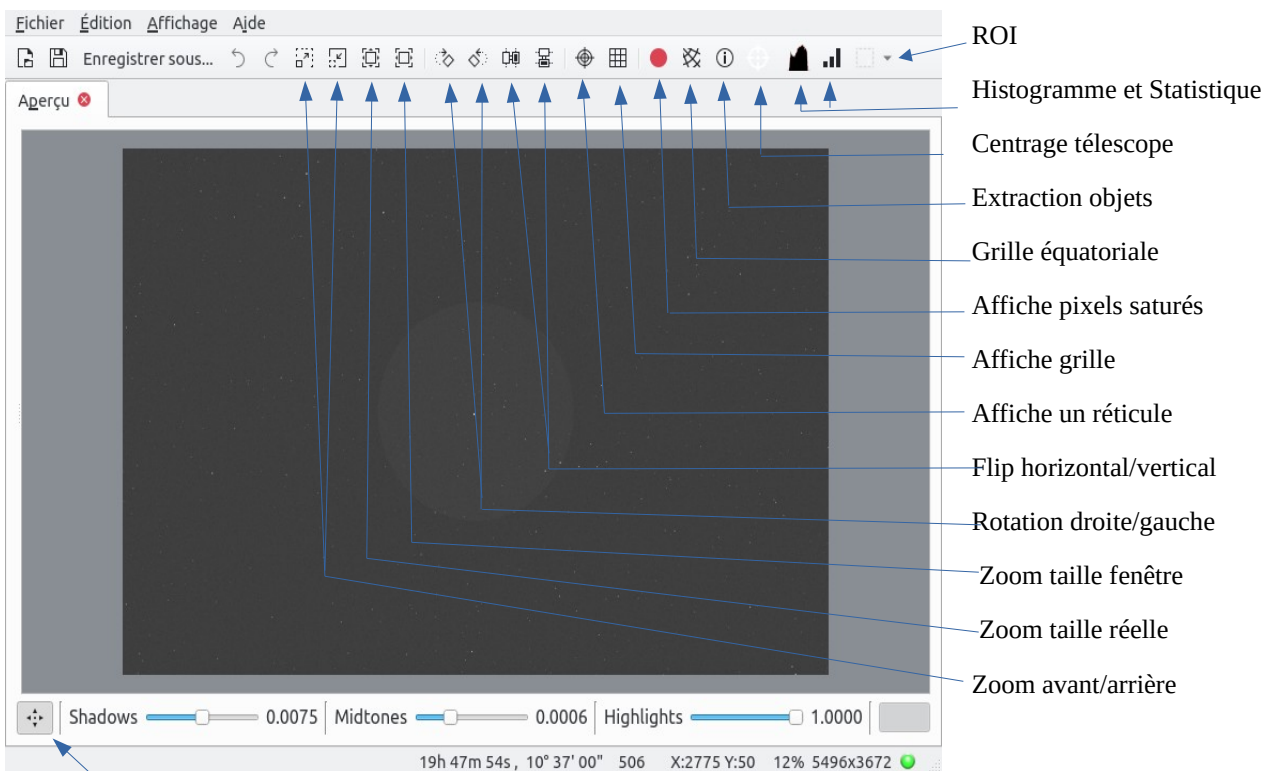 Fichier Édition Affichage Aide
Enregistrer sous...
Aperçu
ROI
Histogramme et Statistique
Centrage télescope
Extraction objets
Grille équatoriale
Affiche pixels saturés
Affiche grille
Affiche un réticule
Flip horizontal/vertical
Rotation droite/gauche
Zoom taille fenêtre
Zoom taille réelle
Zoom avant/arrière
Shadows 0.0075 Midtones 0.0006 Highlights 1.0000
19h 47m 54s , 10° 37' 00" 506 X:2775 Y:50 12% 5496x3672